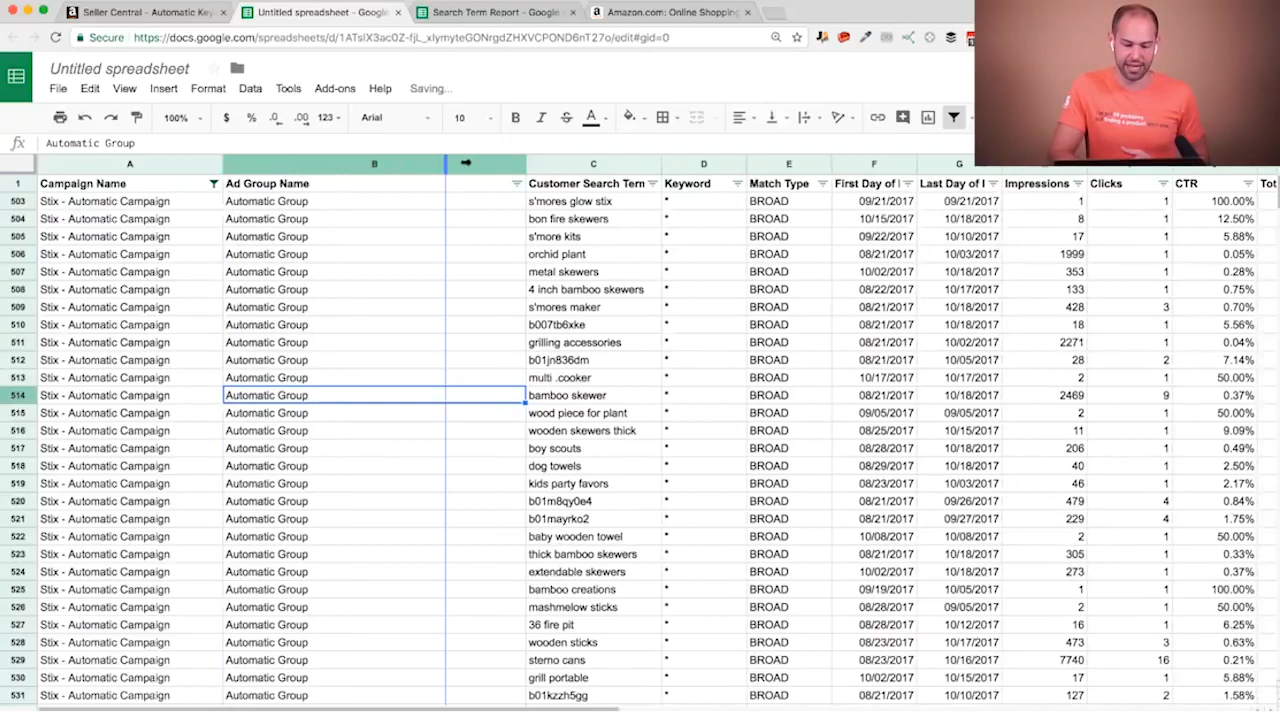 Seller Central - Automatic Ke × Untitled spreadsheet - Google × Search Term Report - Google × Amazon.com: Online Shopping ×
Secure https://docs.google.com/spreadsheets/d/1ATsIX3ac0Z-fjL_xIymyteGONrgdZHXVCPOND6nT27o/edit#gid=0
Untitled spreadsheet
File Edit View Insert Format Data Tools Add-ons Help Saving...
100% $ % .0 .00 123 Arial 10 B I S A
fx Automatic Group
A B C D E F G
1 Campaign Name Ad Group Name Customer Search Term Keyword Match Type First Day of I Last Day of I Impressions Clicks CTR Tot
503 Stix - Automatic Campaign Automatic Group s'mores glow stix * BROAD 09/21/2017 09/21/2017 1 1 100.00%
504 Stix - Automatic Campaign Automatic Group bon fire skewers * BROAD 10/15/2017 10/18/2017 8 1 12.50%
505 Stix - Automatic Campaign Automatic Group s'more kits * BROAD 09/22/2017 10/10/2017 17 1 5.88%
506 Stix - Automatic Campaign Automatic Group orchid plant * BROAD 08/21/2017 10/03/2017 1999 1 0.05%
507 Stix - Automatic Campaign Automatic Group metal skewers * BROAD 10/02/2017 10/18/2017 353 1 0.28%
508 Stix - Automatic Campaign Automatic Group 4 inch bamboo skewers * BROAD 08/22/2017 10/17/2017 133 1 0.75%
509 Stix - Automatic Campaign Automatic Group s'mores maker * BROAD 08/21/2017 10/18/2017 428 3 0.70%
510 Stix - Automatic Campaign Automatic Group b007tb6xke * BROAD 08/21/2017 10/18/2017 18 1 5.56%
511 Stix - Automatic Campaign Automatic Group grilling accessories * BROAD 08/21/2017 10/02/2017 2271 1 0.04%
512 Stix - Automatic Campaign Automatic Group b01jn836dm * BROAD 08/21/2017 10/05/2017 28 2 7.14%
513 Stix - Automatic Campaign Automatic Group multi .cooker * BROAD 10/17/2017 10/17/2017 2 1 50.00%
514 Stix - Automatic Campaign Automatic Group bamboo skewer * BROAD 08/21/2017 10/18/2017 2469 9 0.37%
515 Stix - Automatic Campaign Automatic Group wood piece for plant * BROAD 09/05/2017 09/05/2017 2 1 50.00%
516 Stix - Automatic Campaign Automatic Group wooden skewers thick * BROAD 08/25/2017 10/15/2017 11 1 9.09%
517 Stix - Automatic Campaign Automatic Group boy scouts * BROAD 08/28/2017 10/18/2017 206 1 0.49%
518 Stix - Automatic Campaign Automatic Group dog towels * BROAD 08/29/2017 10/18/2017 40 1 2.50%
519 Stix - Automatic Campaign Automatic Group kids party favors * BROAD 08/23/2017 10/03/2017 46 1 2.17%
520 Stix - Automatic Campaign Automatic Group b01m8qy0e4 * BROAD 08/21/2017 09/26/2017 479 4 0.84%
521 Stix - Automatic Campaign Automatic Group b01mayrko2 * BROAD 08/21/2017 09/27/2017 229 4 1.75%
522 Stix - Automatic Campaign Automatic Group baby wooden towel * BROAD 10/08/2017 10/08/2017 2 1 50.00%
523 Stix - Automatic Campaign Automatic Group thick bamboo skewers * BROAD 08/21/2017 10/18/2017 305 1 0.33%
524 Stix - Automatic Campaign Automatic Group extendable skewers * BROAD 10/02/2017 10/18/2017 273 1 0.37%
525 Stix - Automatic Campaign Automatic Group bamboo creations * BROAD 09/19/2017 10/05/2017 1 1 100.00%
526 Stix - Automatic Campaign Automatic Group mashmelow sticks * BROAD 08/28/2017 09/05/2017 2 1 50.00%
527 Stix - Automatic Campaign Automatic Group 36 fire pit * BROAD 08/28/2017 10/12/2017 16 1 6.25%
528 Stix - Automatic Campaign Automatic Group wooden sticks * BROAD 08/23/2017 10/17/2017 473 3 0.63%
529 Stix - Automatic Campaign Automatic Group sterno cans * BROAD 08/23/2017 10/16/2017 7740 16 0.21%
530 Stix - Automatic Campaign Automatic Group grill portable * BROAD 10/02/2017 10/15/2017 17 1 5.88%
531 Stix - Automatic Campaign Automatic Group b01kzzh5gg * BROAD 08/21/2017 10/10/2017 127 2 1.58%